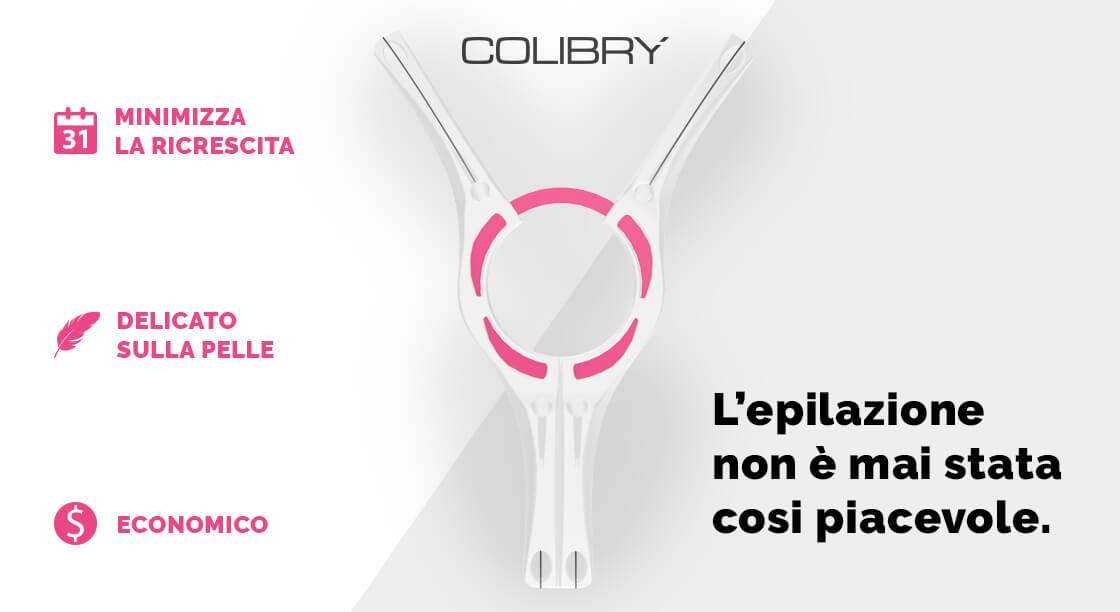 COLIBRY
31
MINIMIZZA
LA RICRESCITA
DELICATO
SULLA PELLE
$
ECONOMICO
L’epilazione
non è mai stata
cosi piacevole.